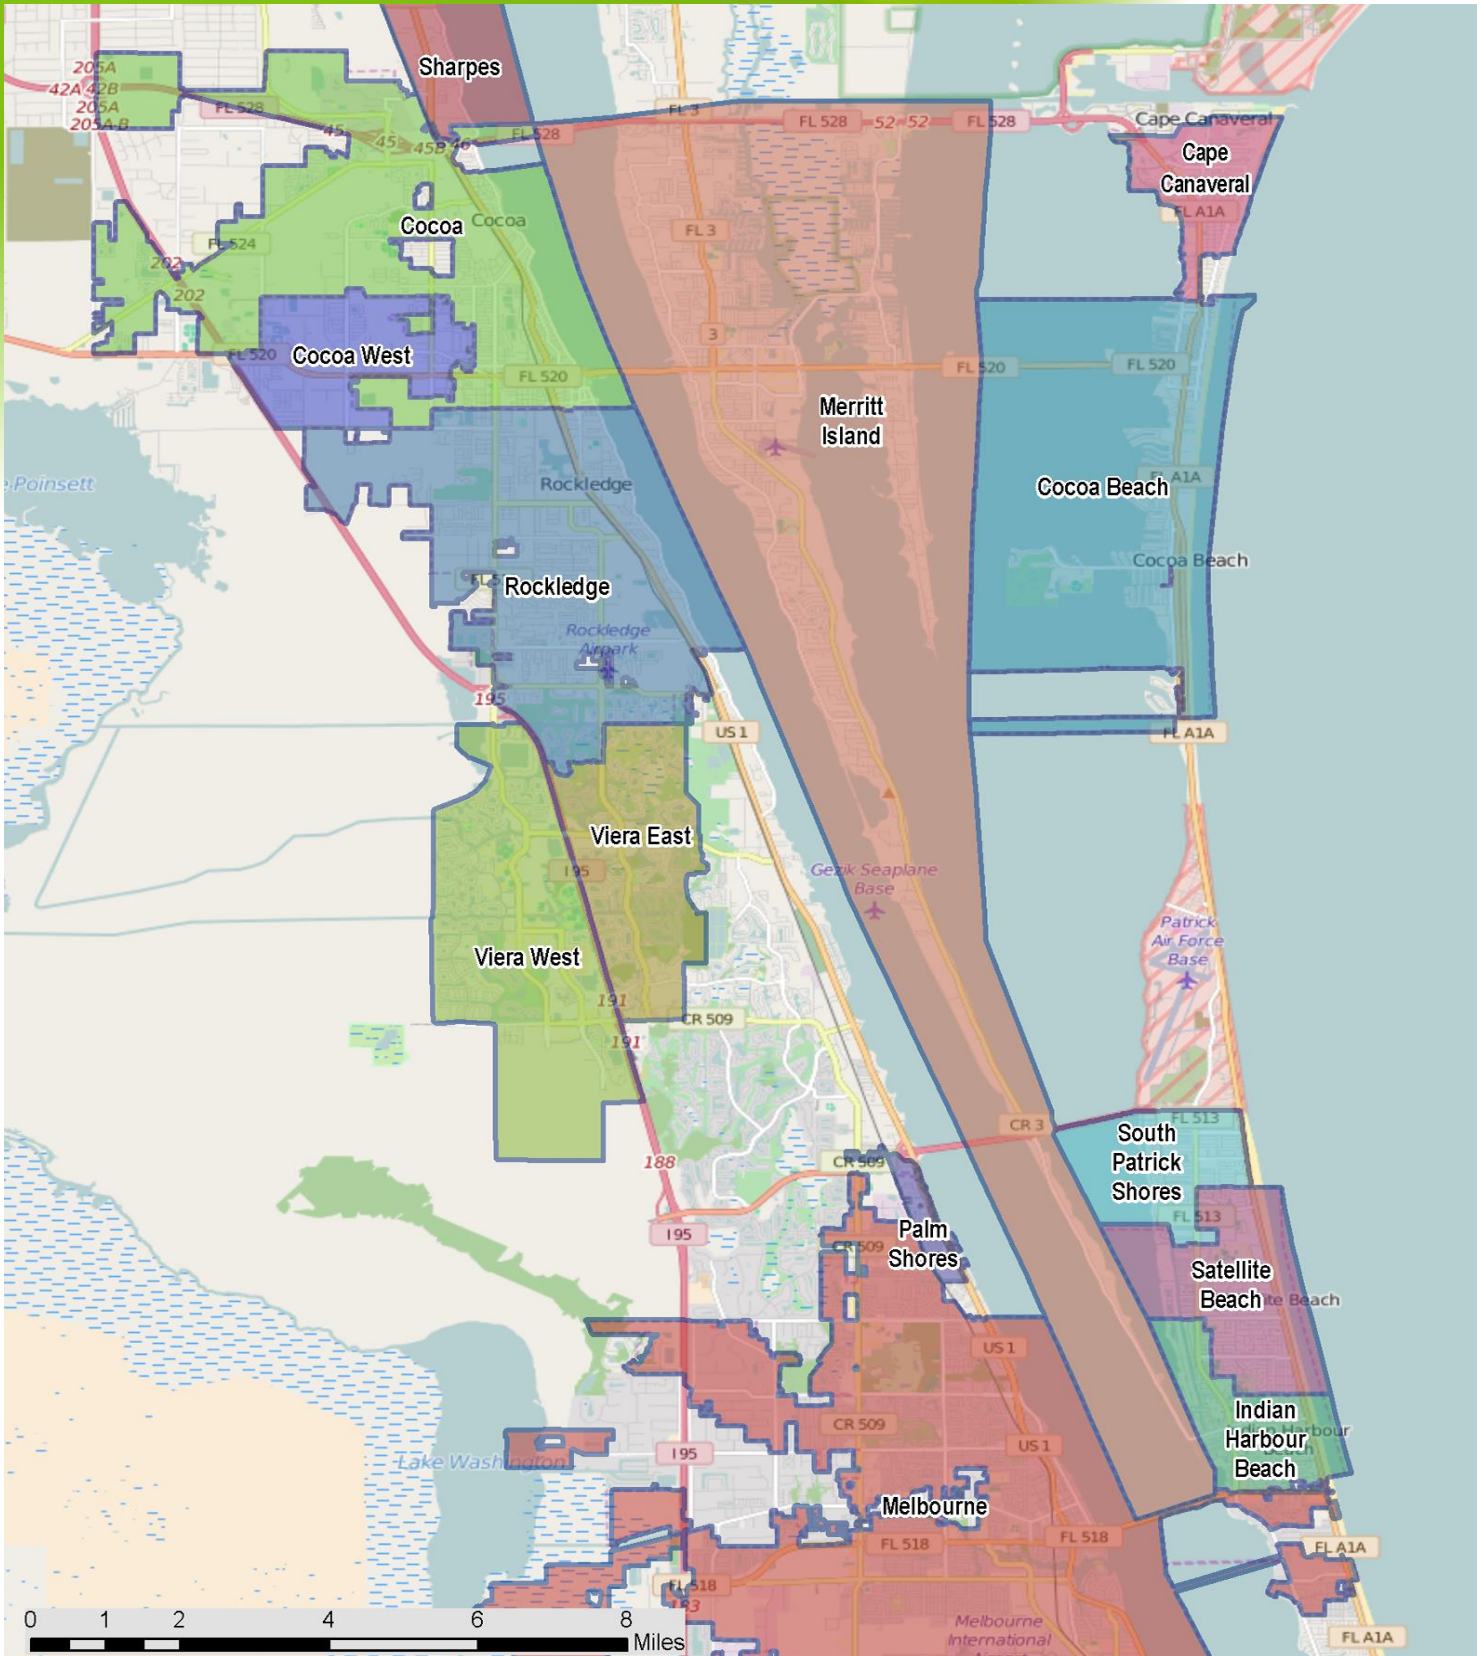 Sharpes
205A
42A 42B
205A
205A-B
FL 528
45
45
45B
46
FL 528
FL 3
FL 528
52
52
FL 528
Cape Canaveral
Cape
Canaveral
FL A1A
Cocoa
Cocoa
FL 3
FL 524
202
202
3
FL 520
Cocoa West
FL 520
FL 520
FL 520
Merritt
Island
e Poinsett
Rockledge
Cocoa Beach
FL A1A
Cocoa Beach
FL 5
Rockledge
Rockledge
Airpark
195
US 1
FL A1A
Viera East
I 95
Gezik Seaplane
Base
Patrick
Air Force
Base
Viera West
191
CR 509
191
CR 3
FL 513
South
Patrick
Shores
188
CR 509
FL 513
I 95
CR 509
Palm
Shores
Satellite
Beach
ite Beach
US 1
Indian
Harbour
Beach
CR 509
US 1
I 95
Lake Washington
Melbourne
FL 518
FL 518
FL A1A
FL 518
183
Melbourne
International
0 1 2 4 6 8
Miles
FL A1A